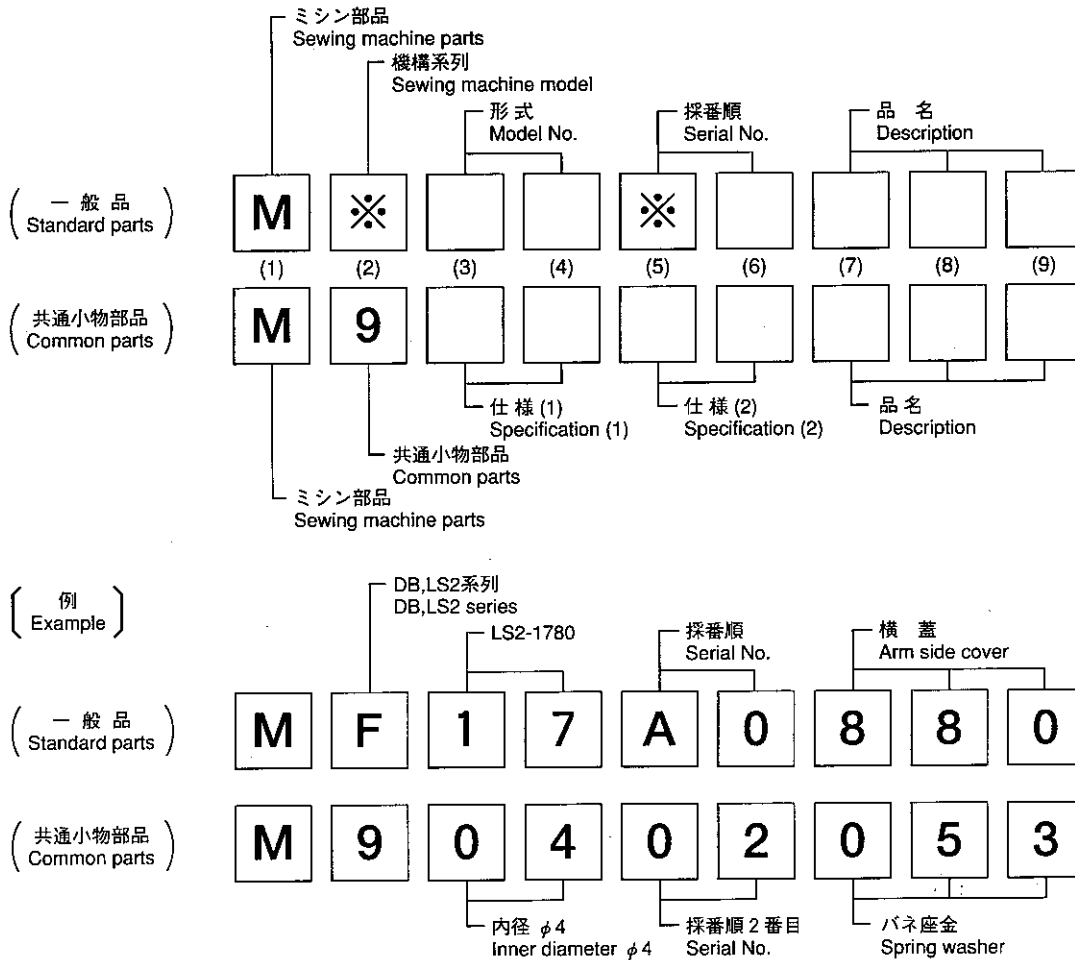 ミシン部品
Sewing machine parts
機構系列
Sewing machine model
形式
Model No.
採番順
Serial No.
品 名
Description
(一 般 品
Standard parts)
M ※ ※
(1) (2) (3) (4) (5) (6) (7) (8) (9)
(共通小物部品
Common parts)
M 9
仕様 (1)
Specification (1)
仕様 (2)
Specification (2)
品名
Description
共通小物部品
Common parts
ミシン部品
Sewing machine parts
[例
Example]
DB,LS2系列
DB,LS2 series
LS2-1780
採番順
Serial No.
横 蓋
Arm side cover
(一 般 品
Standard parts)
M F 1 7 A 0 8 8 0
(共通小物部品
Common parts)
M 9 0 4 0 2 0 5 3
内径 φ4
Inner diameter φ4
採番順2番目
Serial No.
バネ座金
Spring washer